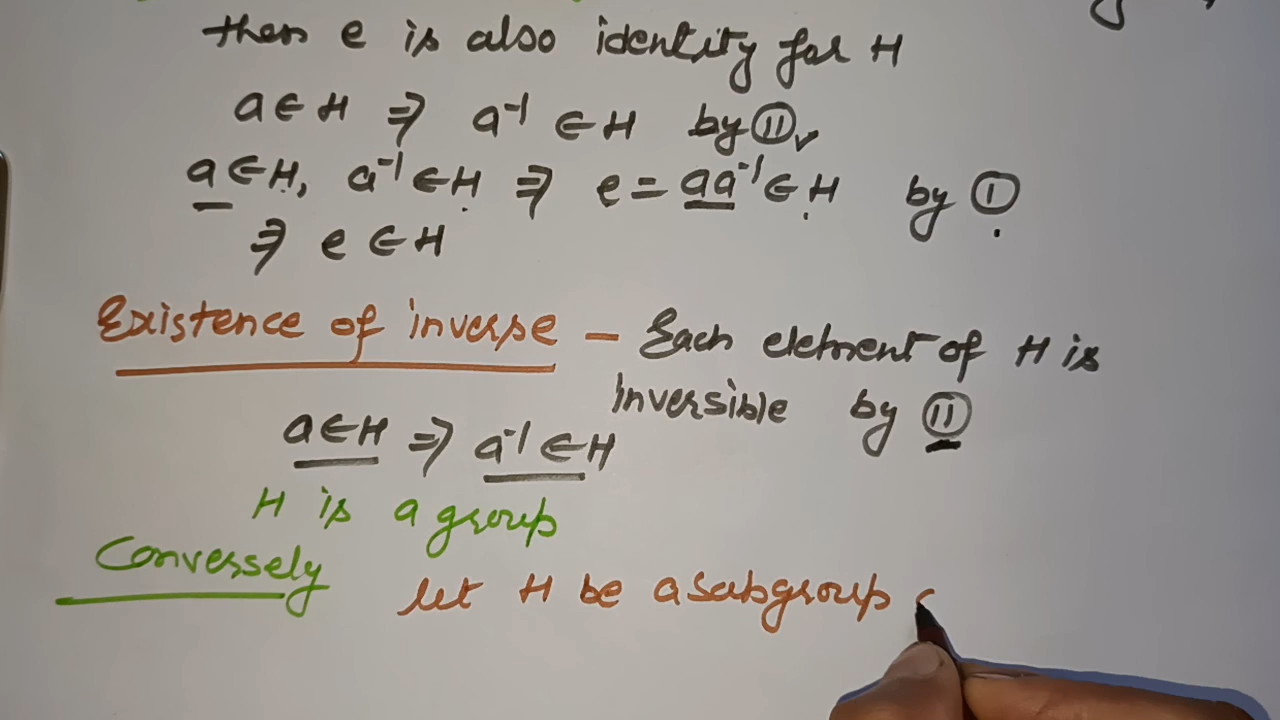 then e is also identity for H
a ∈ H ⇒ a⁻¹ ∈ H by (II)
a ∈ H, a⁻¹ ∈ H ⇒ e = aa⁻¹ ∈ H by (I)
⇒ e ∈ H
Existence of inverse – Each element of H is
inversible by (II)
a ∈ H ⇒ a⁻¹ ∈ H
H is a group
Conversely
let H be a subgroup